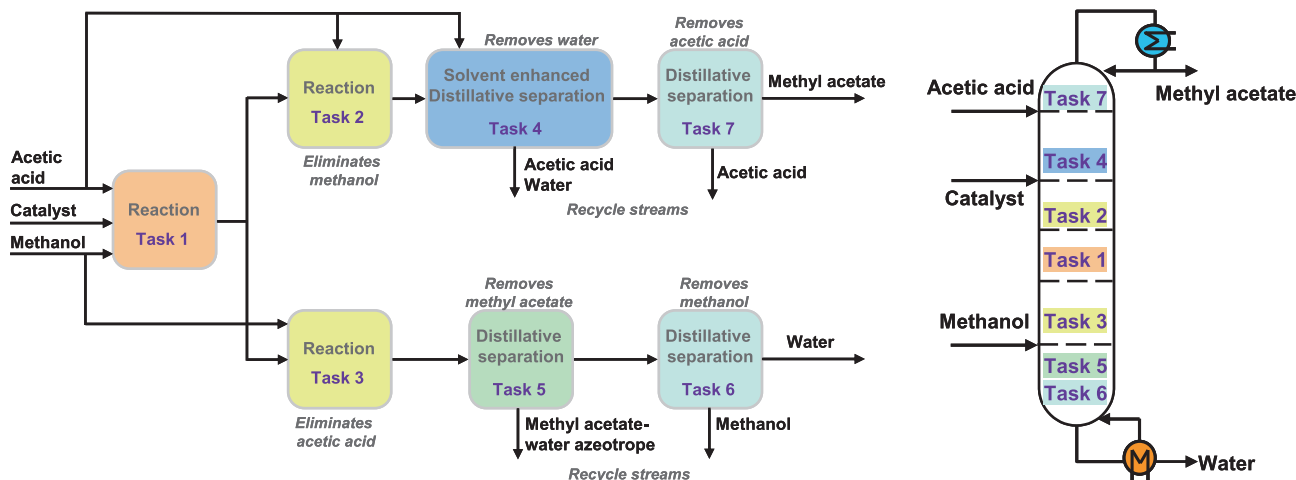 Removes water
Removes
acetic acid
Reaction
Task 2
Solvent enhanced
Distillative separation
Task 4
Distillative
separation
Task 7
Methyl acetate
Eliminates
methanol
Acetic acid
Water
Acetic acid
Recycle streams
Acetic
acid
Catalyst
Methanol
Reaction
Task 1
Removes
methyl acetate
Removes
methanol
Reaction
Task 3
Distillative
separation
Task 5
Distillative
separation
Task 6
Water
Eliminates
acetic acid
Methyl acetate-
water azeotrope
Methanol
Recycle streams
Acetic acid
Task 7
Methyl acetate
Task 4
Catalyst
Task 2
Task 1
Methanol
Task 3
Task 5
Task 6
M
Water